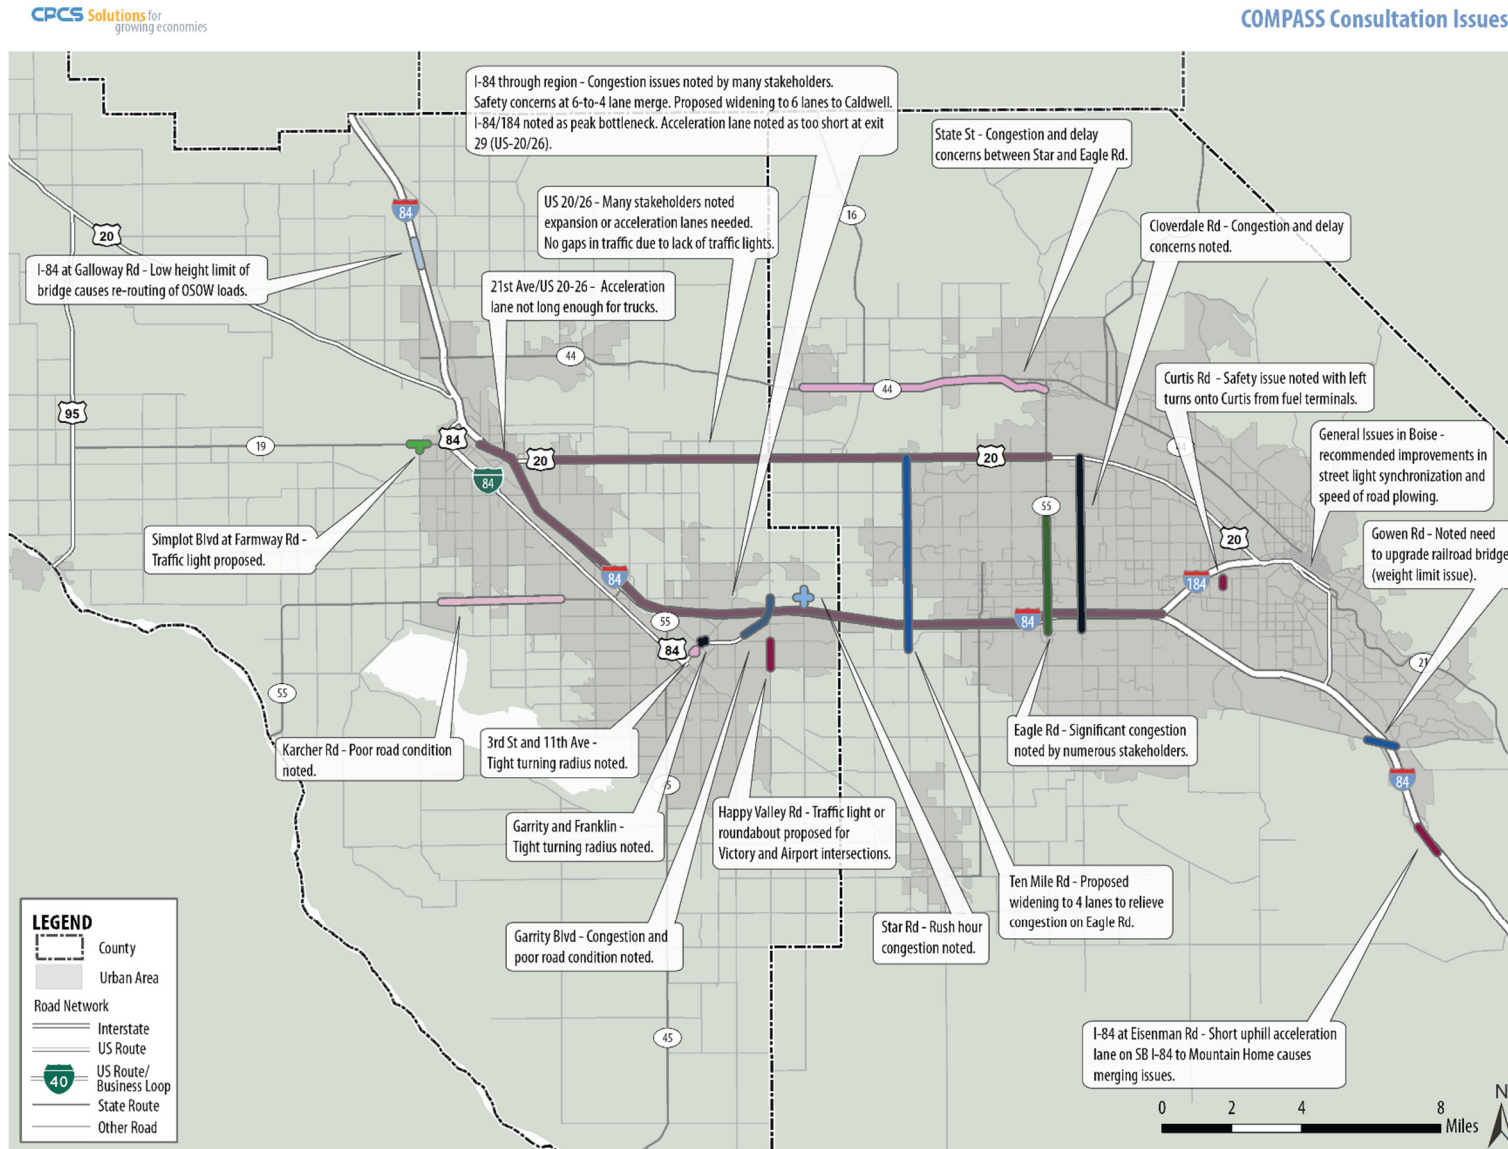 CPCS Solutions for
growing economies
COMPASS Consultation Issues
I-84 through region - Congestion issues noted by many stakeholders.
Safety concerns at 6-to-4 lane merge. Proposed widening to 6 lanes to Caldwell.
I-84/184 noted as peak bottleneck. Acceleration lane noted as too short at exit
29 (US-20/26).
State St - Congestion and delay
concerns between Star and Eagle Rd.
US 20/26 - Many stakeholders noted
expansion or acceleration lanes needed.
No gaps in traffic due to lack of traffic lights.
Cloverdale Rd - Congestion and delay
concerns noted.
I-84 at Galloway Rd - Low height limit of
bridge causes re-routing of OSOW loads.
21st Ave/US 20-26 - Acceleration
lane not long enough for trucks.
Curtis Rd - Safety issue noted with left
turns onto Curtis from fuel terminals.
General Issues in Boise -
recommended improvements in
street light synchronization and
speed of road plowing.
Simplot Blvd at Farmway Rd -
Traffic light proposed.
Gowen Rd - Noted need
to upgrade railroad bridge
(weight limit issue).
Karcher Rd - Poor road condition
noted.
3rd St and 11th Ave -
Tight turning radius noted.
Eagle Rd - Significant congestion
noted by numerous stakeholders.
Garrity and Franklin -
Tight turning radius noted.
Happy Valley Rd - Traffic light or
roundabout proposed for
Victory and Airport intersections.
Ten Mile Rd - Proposed
widening to 4 lanes to relieve
congestion on Eagle Rd.
Star Rd - Rush hour
congestion noted.
Garrity Blvd - Congestion and
poor road condition noted.
I-84 at Eisenman Rd - Short uphill acceleration
lane on SB I-84 to Mountain Home causes
merging issues.
84
16
20
44
44
95
19
84
20
20
84
55
20
84
184
55
84
84
21
55
45
84
LEGEND
County
Urban Area
Road Network
Interstate
US Route
40
US Route/
Business Loop
State Route
Other Road
0 2 4 8
Miles
N